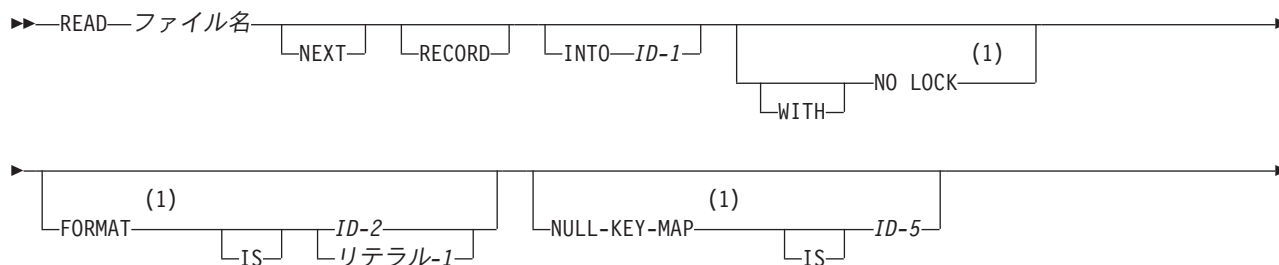 READ ファイル名 NEXT RECORD INTO ID-1 (1)
WITH NO LOCK
(1) (1)
FORMAT IS ID-2 NULL-KEY-MAP IS ID-5
リテラル-1